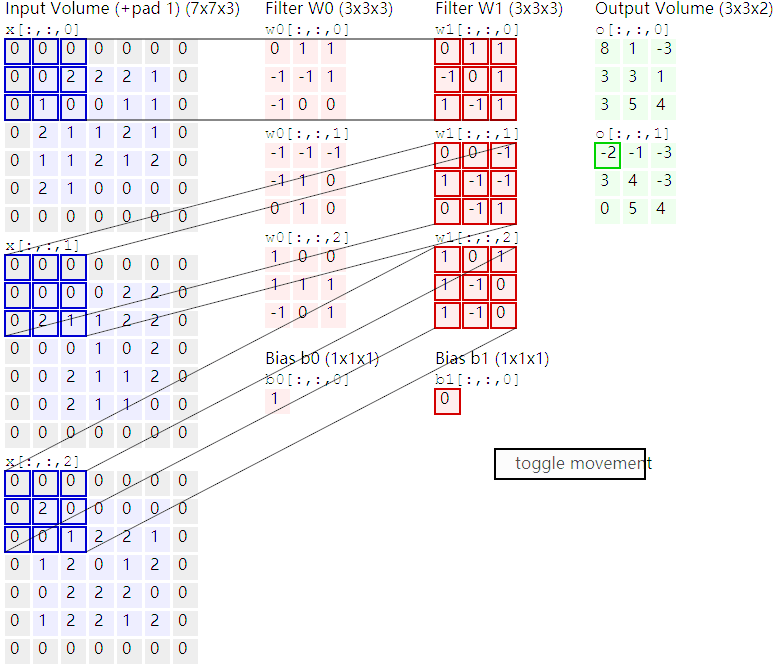 Input Volume (+pad 1) (7x7x3)
x[:,:,0]
0 0 0 0 0 0 0
0 0 2 2 2 1 0
0 1 0 0 1 1 0
0 2 1 1 2 1 0
0 1 1 2 1 2 0
0 2 1 0 0 0 0
0 0 0 0 0 0 0
x[:,:,1]
0 0 0 0 0 0 0
0 0 0 0 2 2 0
0 2 1 1 2 2 0
0 0 0 1 0 2 0
0 0 2 1 1 2 0
0 0 2 1 1 0 0
0 0 0 0 0 0 0
x[:,:,2]
0 0 0 0 0 0 0
0 2 0 0 0 0 0
0 0 1 2 2 1 0
0 1 2 0 1 2 0
0 0 2 2 2 0 0
0 1 2 2 1 2 0
0 0 0 0 0 0 0
Filter W0 (3x3x3)
w0[:,:,0]
0 1 1
-1 -1 1
-1 0 0
w0[:,:,1]
-1 -1 -1
-1 1 0
0 1 0
w0[:,:,2]
1 0 0
1 1 1
-1 0 1
Bias b0 (1x1x1)
b0[:,:,0]
1
Filter W1 (3x3x3)
w1[:,:,0]
0 1 1
-1 0 1
1 -1 1
w1[:,:,1]
0 0 -1
1 -1 -1
0 -1 1
w1[:,:,2]
1 0 1
1 -1 0
1 -1 0
Bias b1 (1x1x1)
b1[:,:,0]
0
Output Volume (3x3x2)
o[:,:,0]
8 1 -3
3 3 1
3 5 4
o[:,:,1]
-2 -1 -3
3 4 -3
0 5 4
toggle movement